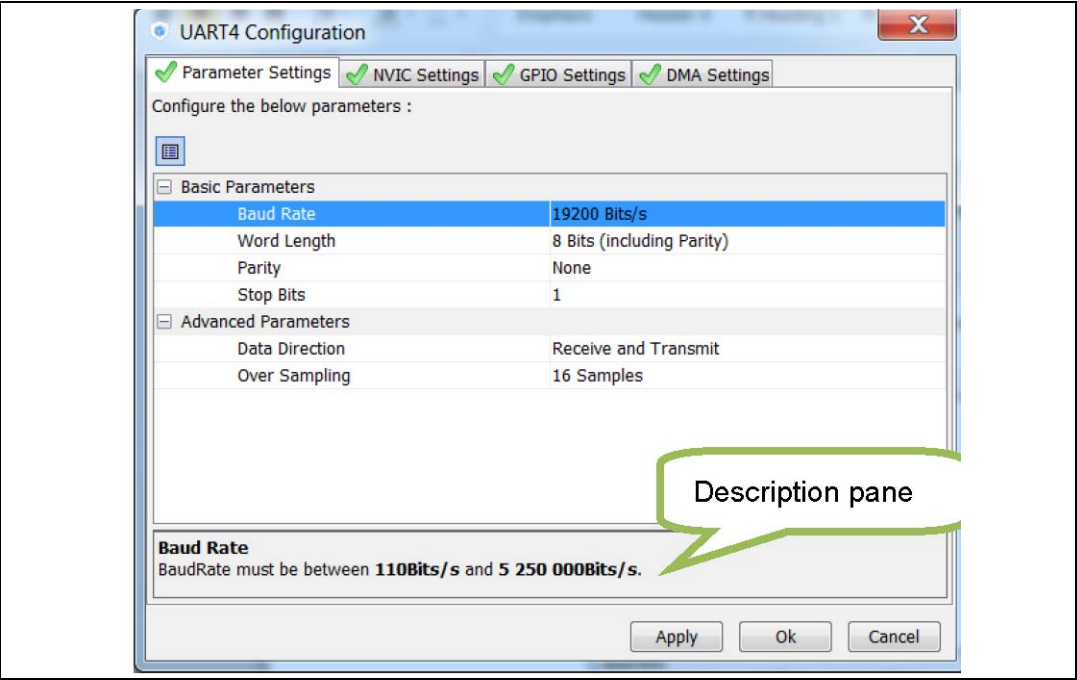 UART4 Configuration
Parameter Settings NVIC Settings GPIO Settings DMA Settings
Configure the below parameters :
Basic Parameters
Baud Rate 19200 Bits/s
Word Length 8 Bits (including Parity)
Parity None
Stop Bits 1
Advanced Parameters
Data Direction Receive and Transmit
Over Sampling 16 Samples
Description pane
Baud Rate
BaudRate must be between 110Bits/s and 5 250 000Bits/s.
Apply Ok Cancel